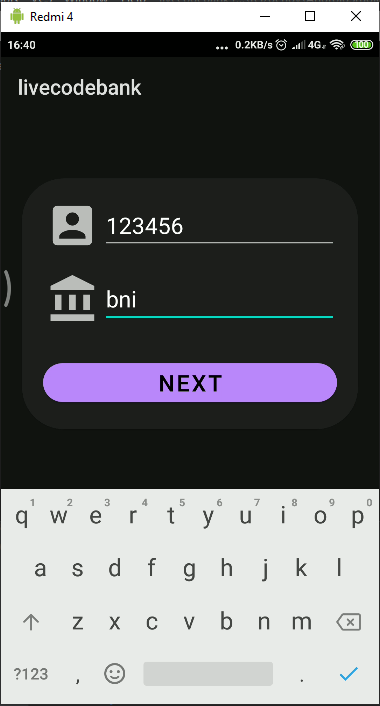 Redmi 4
16:40 ... 0.2KB/s 4G 100
livecodebank
123456
bni
NEXT
1 2 3 4 5 6 7 8 9 0
q w e r t y u i o p
a s d f g h j k l
z x c v b n m
?123 , .